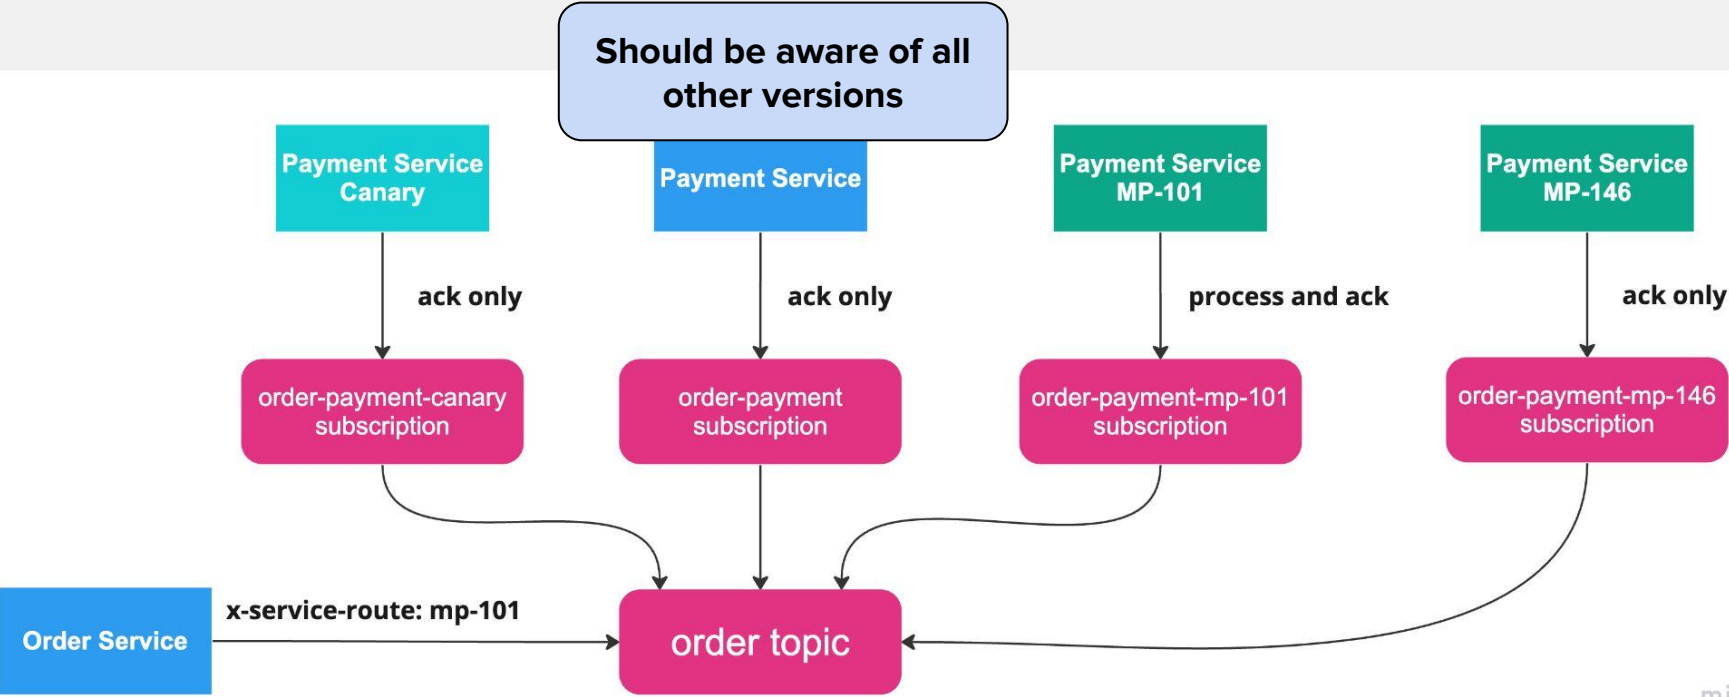 Should be aware of all
other versions
Payment Service
Canary
Payment Service
Payment Service
MP-101
Payment Service
MP-146
ack only
ack only
process and ack
ack only
order-payment-canary
subscription
order-payment
subscription
order-payment-mp-101
subscription
order-payment-mp-146
subscription
x-service-route: mp-101
Order Service
order topic